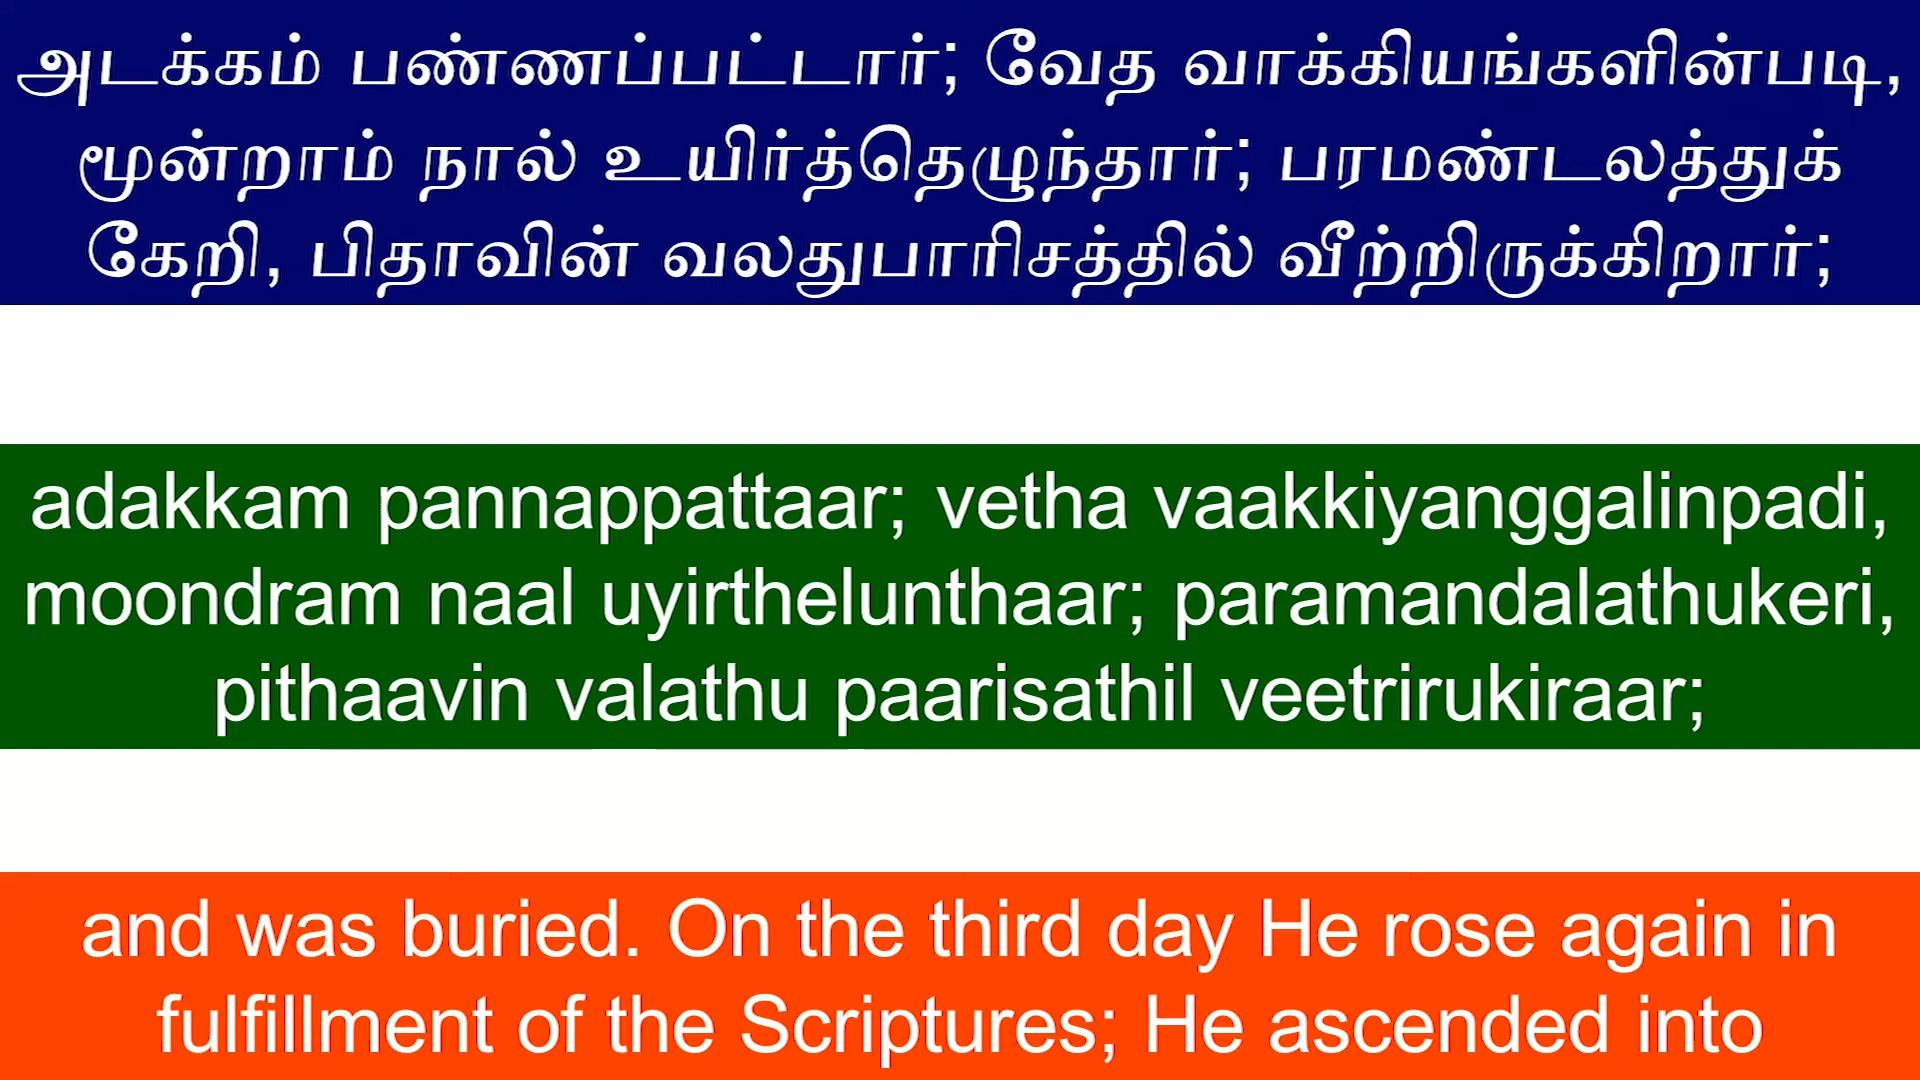 அடக்கம் பண்ணப்பட்டார்; வேத வாக்கியங்களின்படி,
மூன்றாம் நால் உயிர்த்தெழுந்தார்; பரமண்டலத்துக்
கேறி, பிதாவின் வலதுபாரிசத்தில் வீற்றிருக்கிறார்;
adakkam pannappattaar; vetha vaakkiyanggalinpadi,
moondram naal uyirthelunthaar; paramandalathukeri,
pithaavin valathu paarisathil veetrirukiraar;
and was buried. On the third day He rose again in
fulfillment of the Scriptures; He ascended into